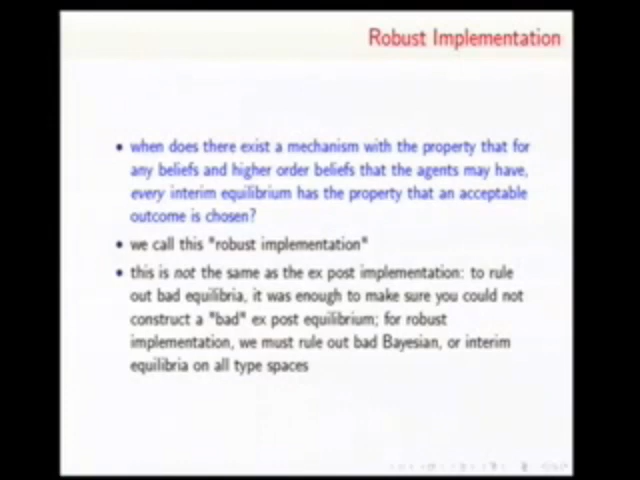 Robust Implementation
• when does there exist a mechanism with the property that for
any beliefs and higher order beliefs that the agents may have,
every interim equilibrium has the property that an acceptable
outcome is chosen?
• we call this "robust implementation"
• this is not the same as the ex post implementation: to rule
out bad equilibria, it was enough to make sure you could not
construct a "bad" ex post equilibrium; for robust
implementation, we must rule out bad Bayesian, or interim
equilibria on all type spaces